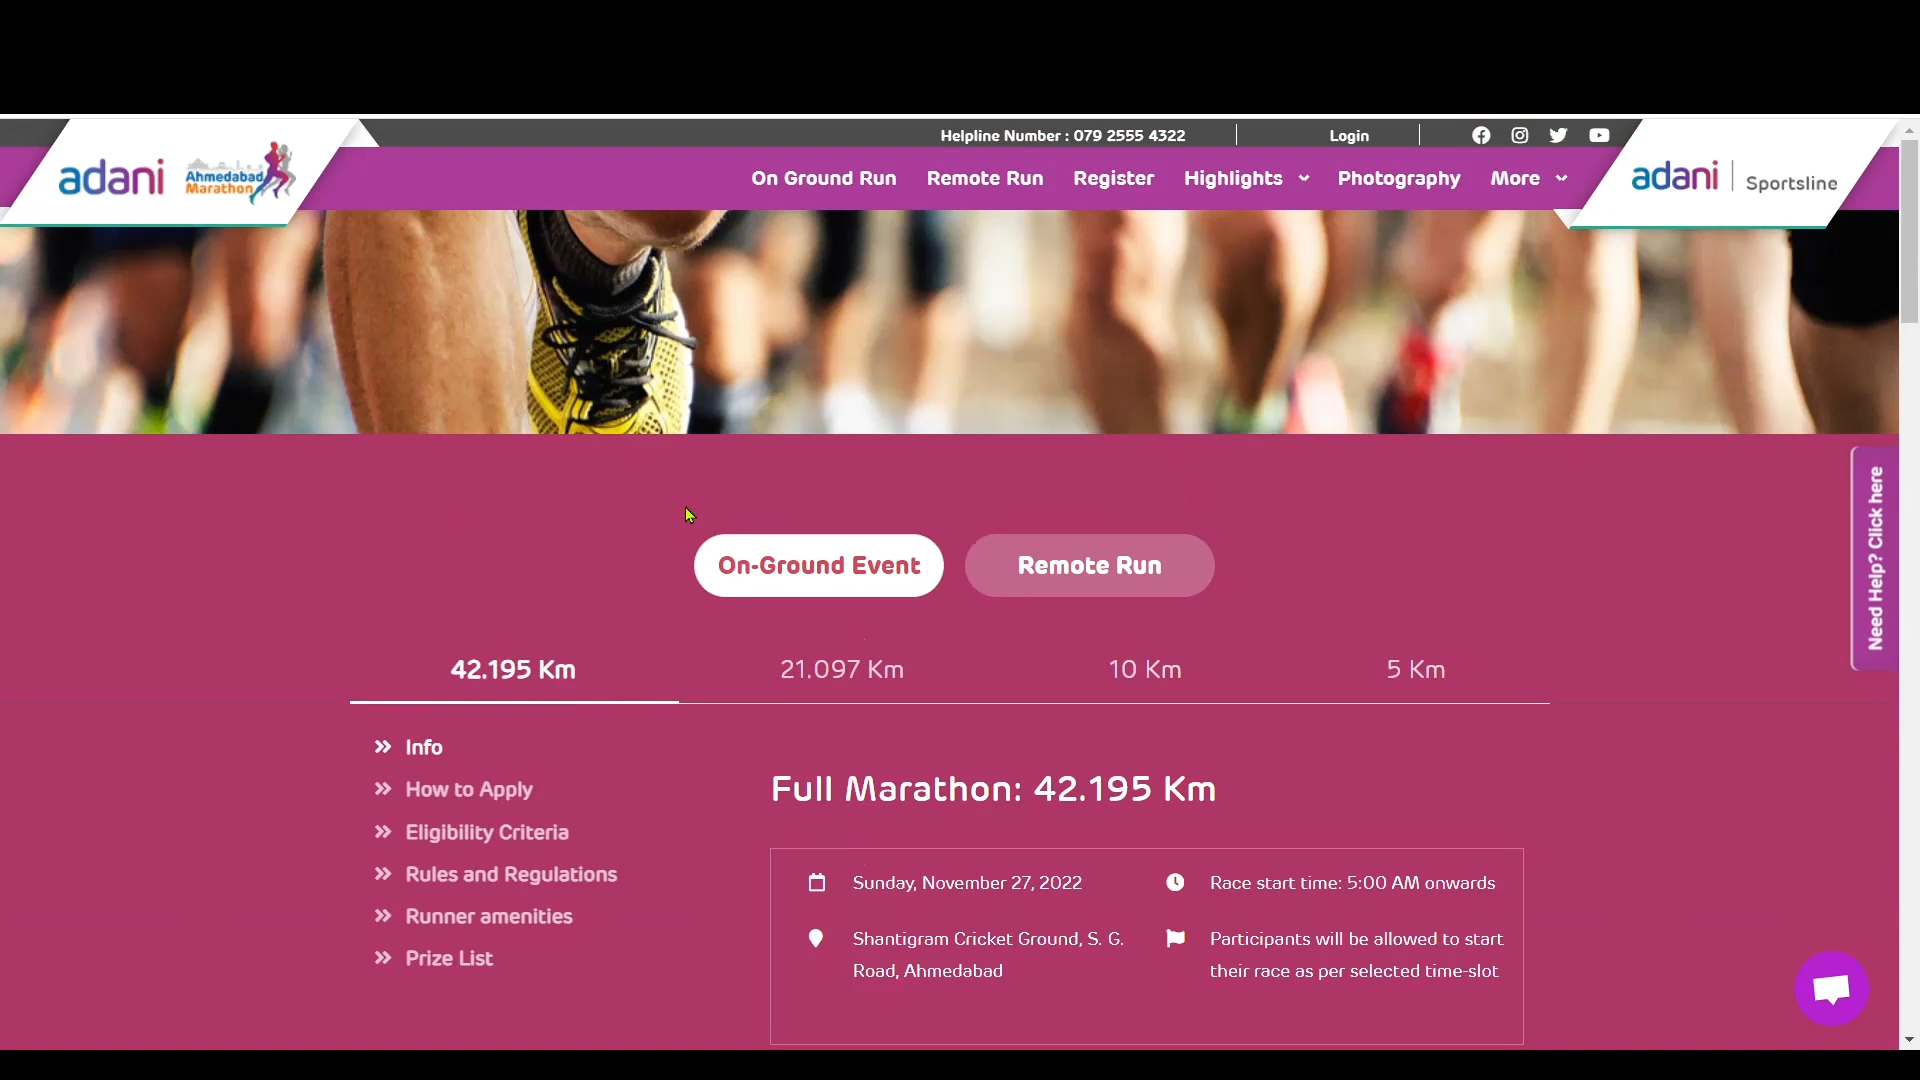 Helpline Number : 079 2555 4322
Login
adani
Ahmedabad
Marathon
On Ground Run
Remote Run
Register
Highlights
Photography
More
adani | Sportsline
Need Help? Click here
On-Ground Event
Remote Run
42.195 Km
21.097 Km
10 Km
5 Km
Info
How to Apply
Eligibility Criteria
Rules and Regulations
Runner amenities
Prize List
Full Marathon: 42.195 Km
Sunday, November 27, 2022
Race start time: 5:00 AM onwards
Shantigram Cricket Ground, S. G.
Road, Ahmedabad
Participants will be allowed to start
their race as per selected time-slot